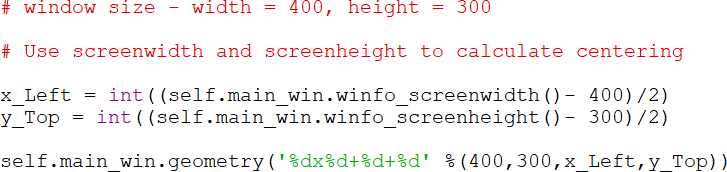 # window size - width = 400, height = 300
# Use screenwidth and screenheight to calculate centering
x_Left = int((self.main_win.winfo_screenwidth()- 400)/2)
y_Top = int((self.main_win.winfo_screenheight()- 300)/2)
self.main_win.geometry('%dx%d+%d+%d' %(400,300,x_Left,y_Top))